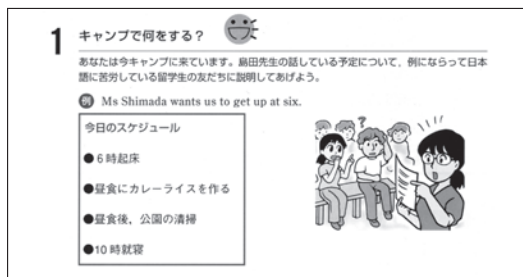 1 キャンプで何をする？
あなたは今キャンプに来ています。島田先生の話している予定について，例にならって日本
語に苦労している留学生の友だちに説明してあげよう。
例 Ms Shimada wants us to get up at six.
今日のスケジュール
●6時起床
●昼食にカレーライスを作る
●昼食後，公園の清掃
●10時就寝
?